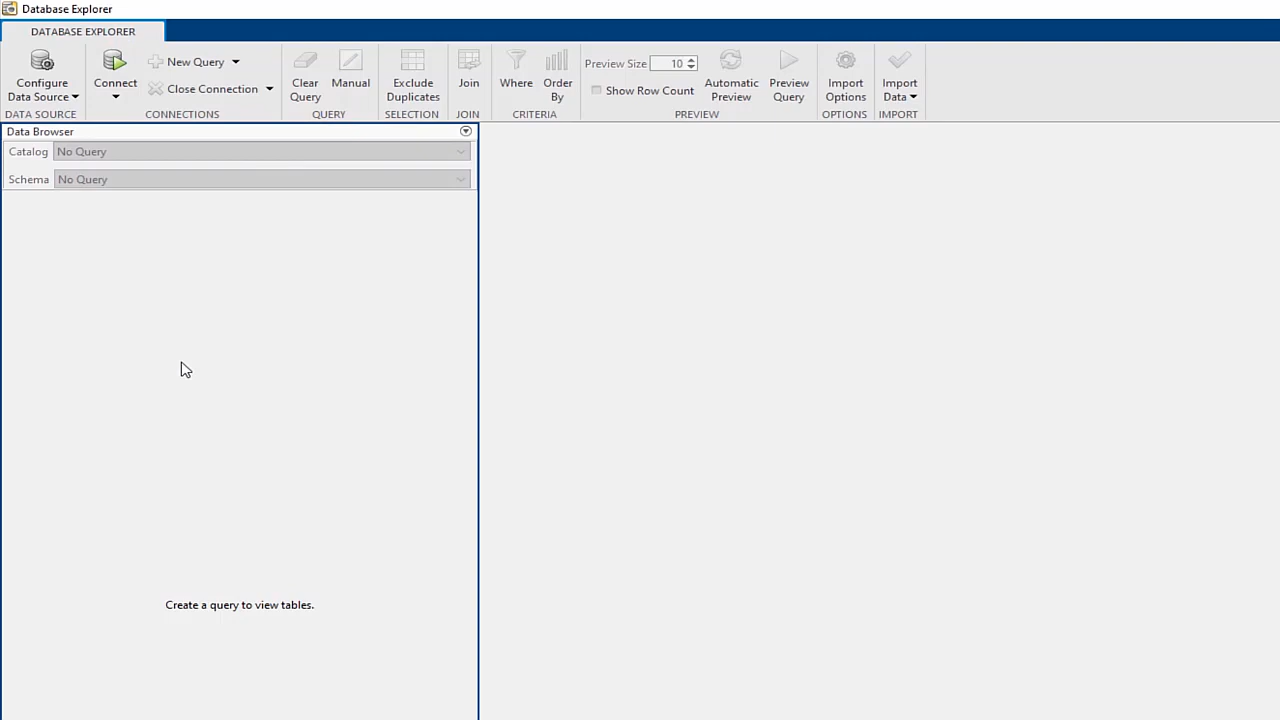 Database Explorer
DATABASE EXPLORER
Configure
Data Source
DATA SOURCE
Connect
New Query
Close Connection
CONNECTIONS
Clear
Query
Manual
QUERY
Exclude
Duplicates
SELECTION
Join
JOIN
Where
Order
By
CRITERIA
Preview Size 10
Show Row Count
Automatic
Preview
Preview
Query
PREVIEW
Import
Options
OPTIONS
Import
Data
IMPORT
Data Browser
Catalog No Query
Schema No Query
Create a query to view tables.